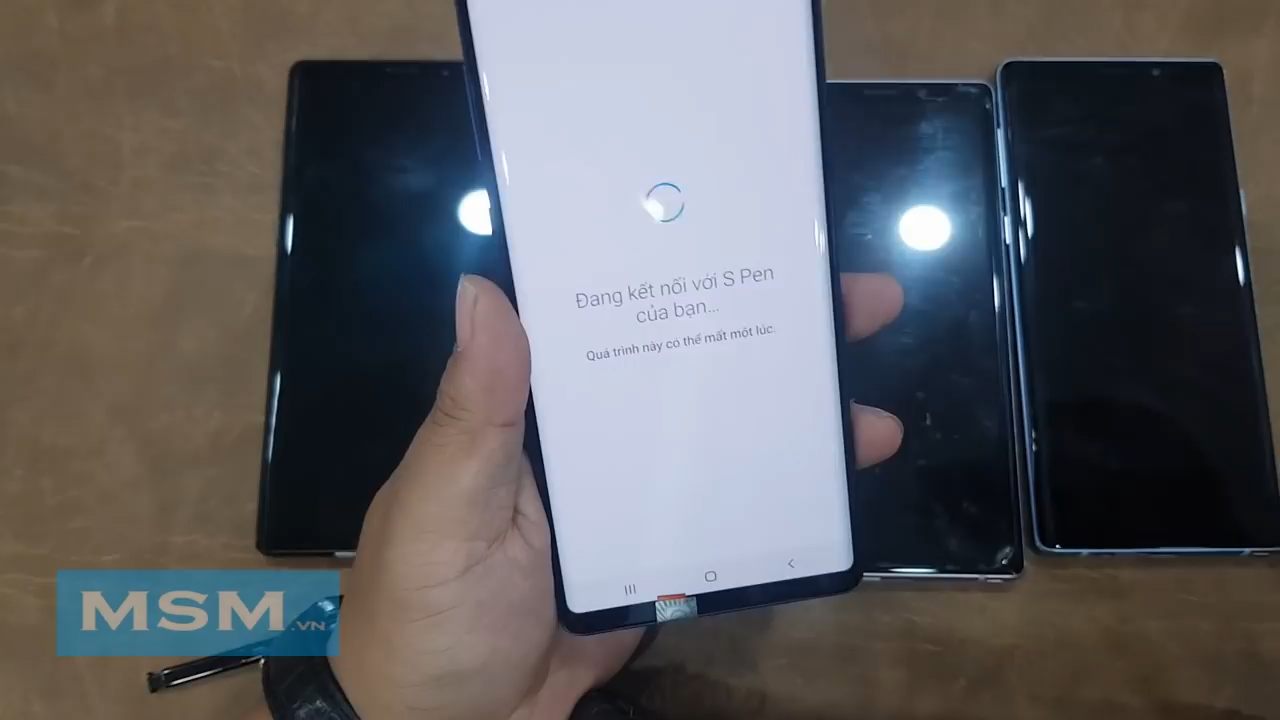 Đang kết nối với S Pen
của bạn...
Quá trình này có thể mất một lúc.
MSM.VN